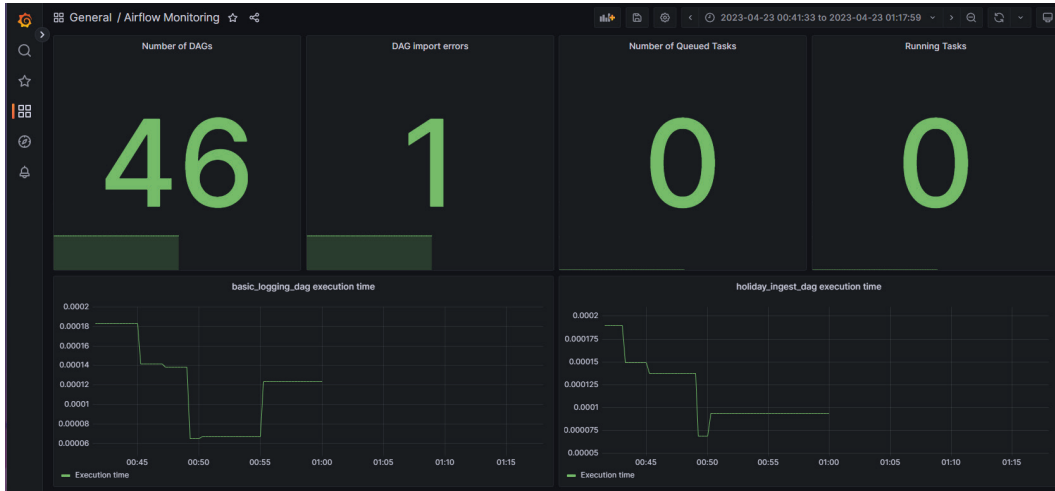 General / Airflow Monitoring
2023-04-23 00:41:33 to 2023-04-23 01:17:59
Number of DAGs
46
DAG import errors
1
Number of Queued Tasks
0
Running Tasks
0
basic_logging_dag execution time
0.0002
0.00018
0.00016
0.00014
0.00012
0.0001
0.00008
0.00006
00:45 00:50 00:55 01:00 01:05 01:10 01:15
Execution time
holiday_ingest_dag execution time
0.0002
0.000175
0.00015
0.000125
0.0001
0.000075
0.00005
00:45 00:50 00:55 01:00 01:05 01:10 01:15
Execution time